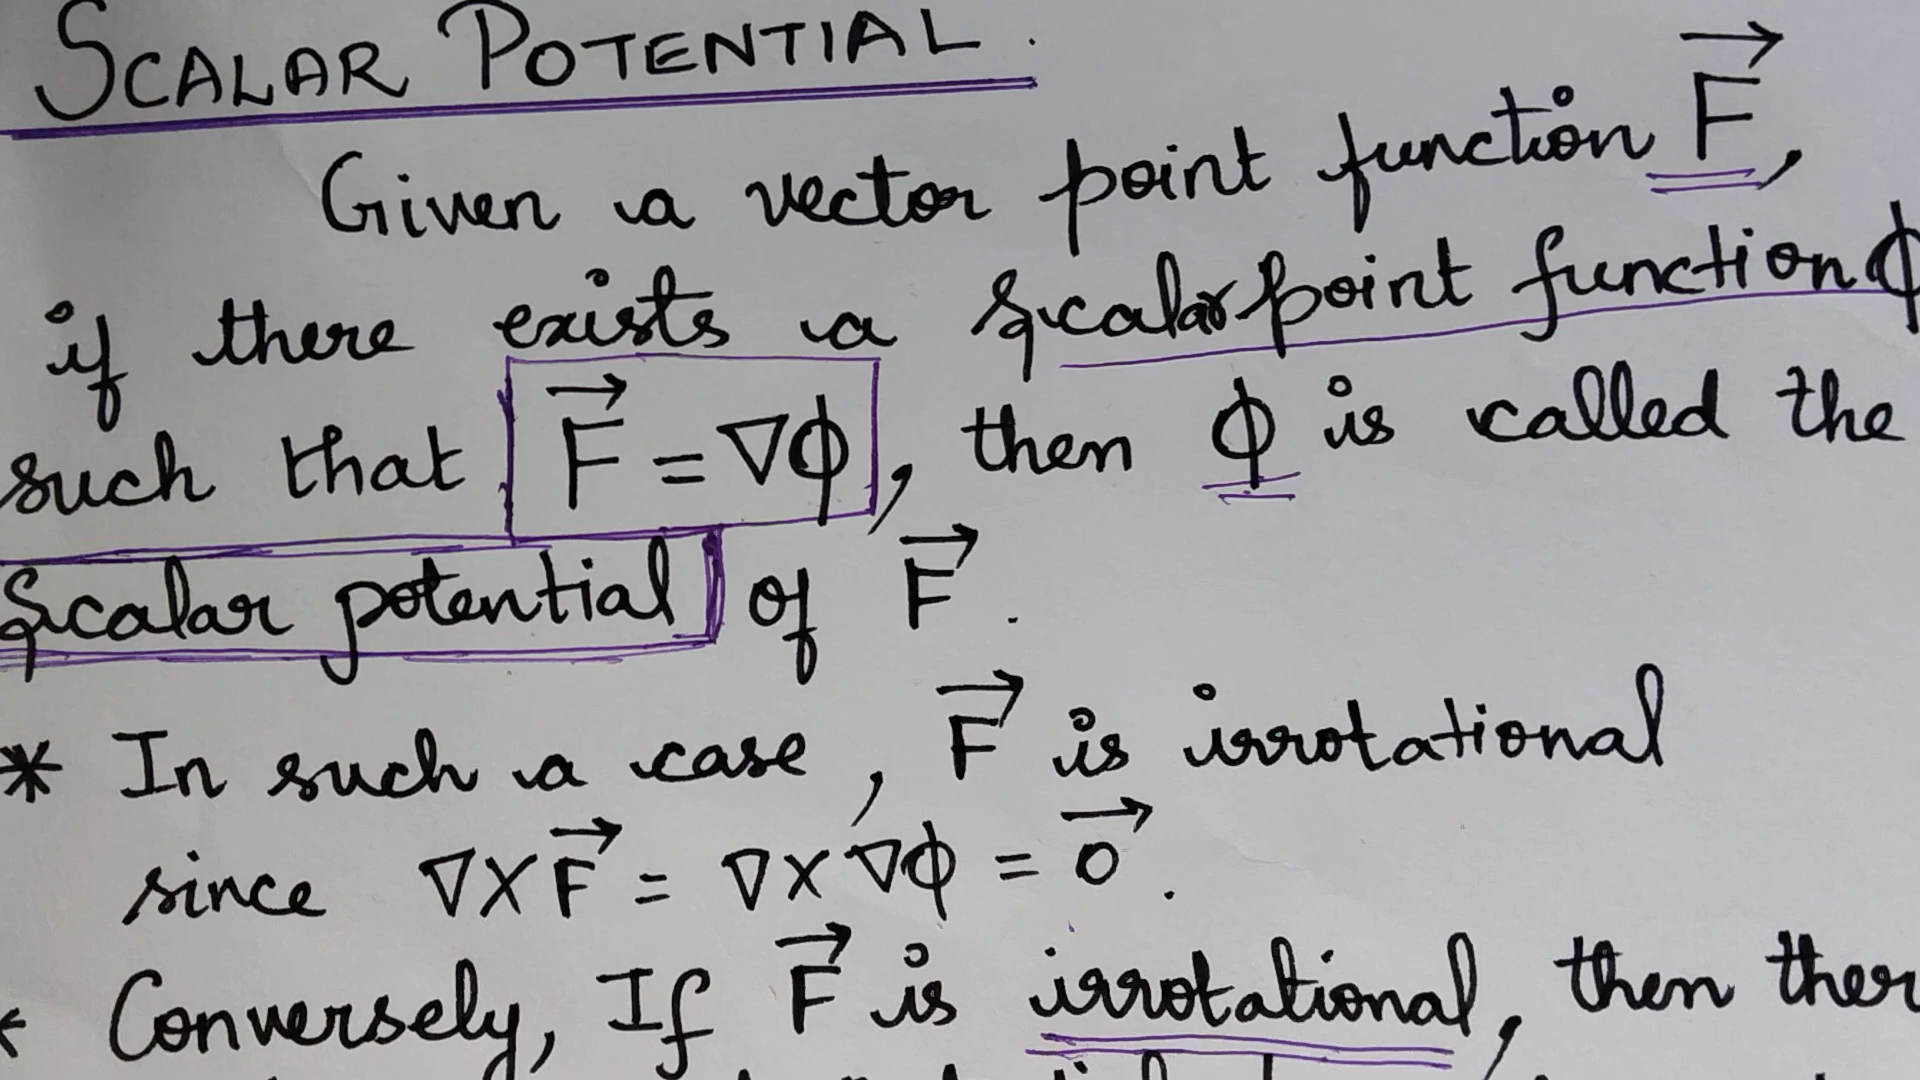 SCALAR POTENTIAL.
Given a vector point function F⃗,
if there exists a scalar point function ϕ
such that F⃗ = ∇ϕ, then ϕ is called the
scalar potential of F⃗.
* In such a case, F⃗ is irrotational
since ∇×F⃗ = ∇×∇ϕ = 0⃗.
* Conversely, If F⃗ is irrotational, then